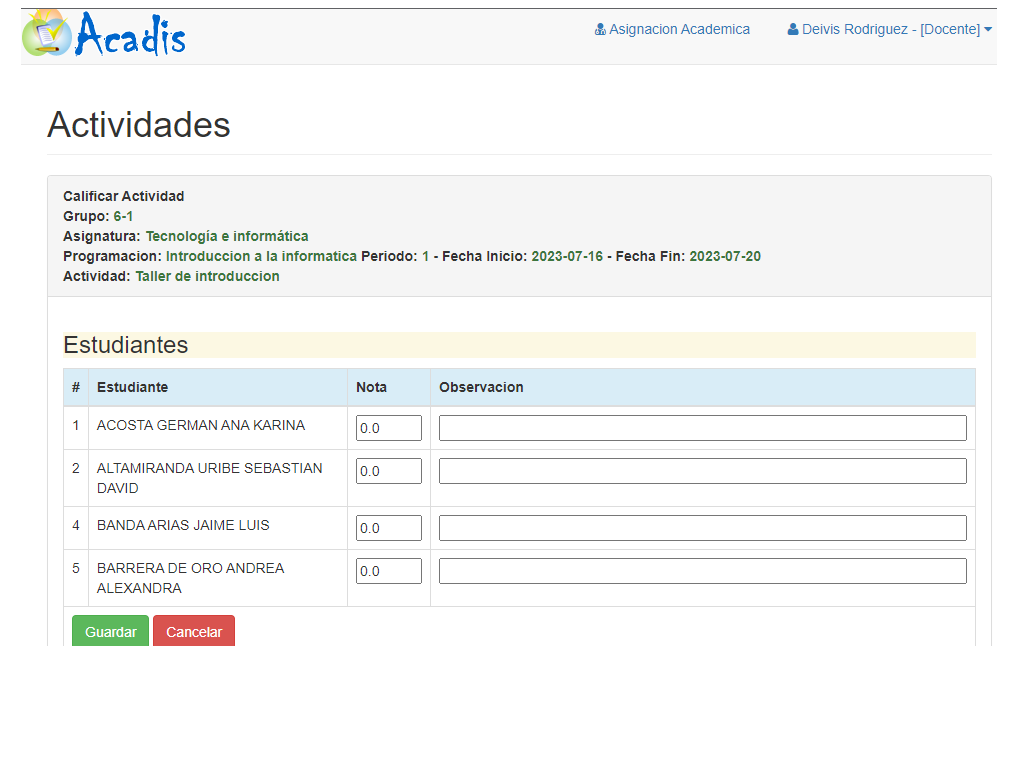 Acadis
Asignacion Academica
Deivis Rodriguez - [Docente]
Actividades
Calificar Actividad
Grupo: 6-1
Asignatura: Tecnología e informática
Programacion: Introduccion a la informatica Periodo: 1 - Fecha Inicio: 2023-07-16 - Fecha Fin: 2023-07-20
Actividad: Taller de introduccion
Estudiantes
# Estudiante Nota Observacion
1 ACOSTA GERMAN ANA KARINA 0.0
2 ALTAMIRANDA URIBE SEBASTIAN 0.0
DAVID
4 BANDA ARIAS JAIME LUIS 0.0
5 BARRERA DE ORO ANDREA 0.0
ALEXANDRA
Guardar Cancelar